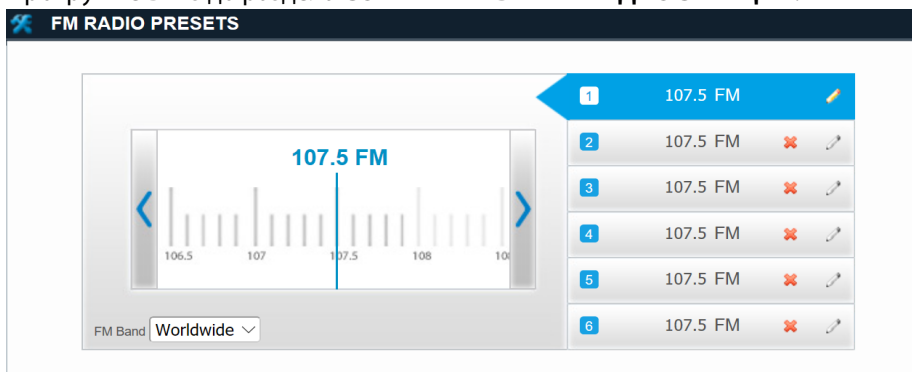 FM RADIO PRESETS
1 107.5 FM
107.5 FM
106.5 107 107.5 108
2 107.5 FM
3 107.5 FM
4 107.5 FM
5 107.5 FM
6 107.5 FM
FM Band Worldwide